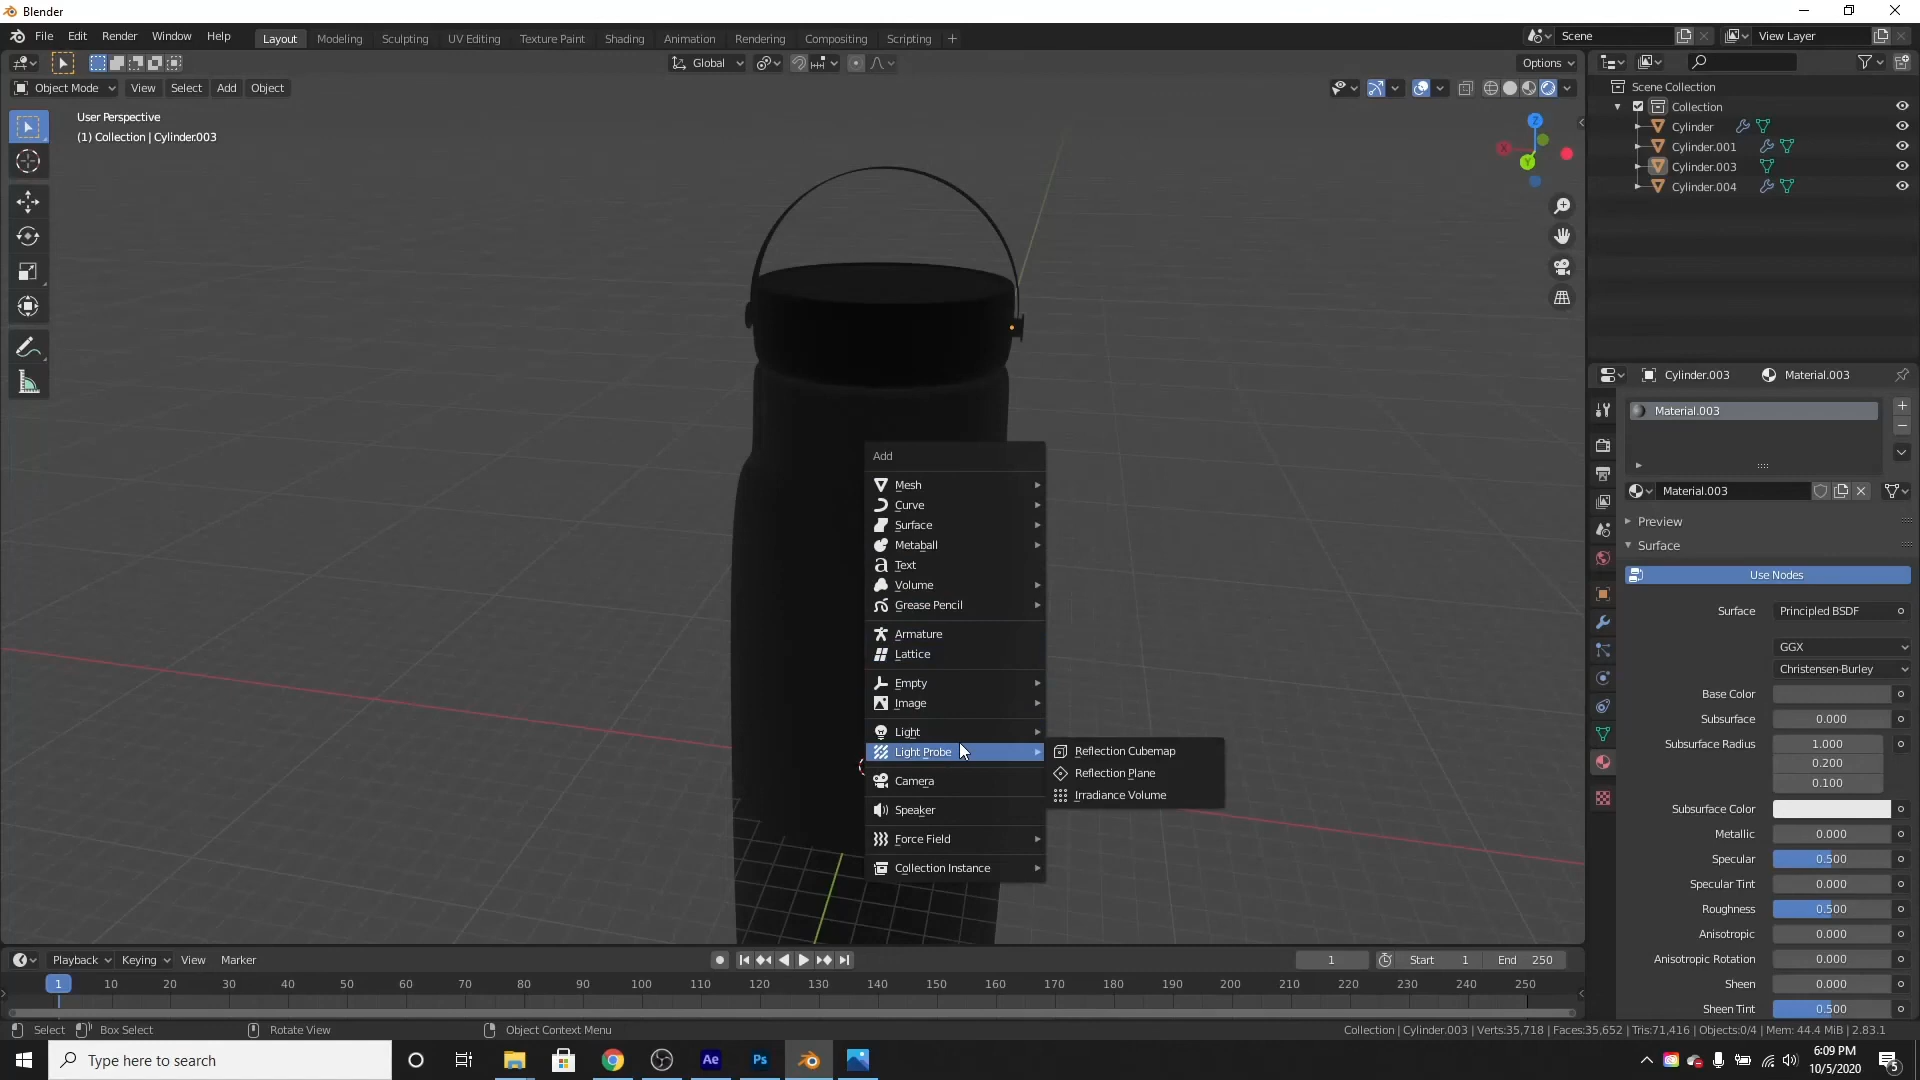 Blender
File Edit Render Window Help
Layout Modeling Sculpting UV Editing Texture Paint Shading Animation Rendering Compositing Scripting +
Scene
View Layer
Global
Options
Object Mode View Select Add Object
User Perspective
(1) Collection | Cylinder.003
Z
X
Y
Scene Collection
Collection
Cylinder
Cylinder.001
Cylinder.003
Cylinder.004
Cylinder.003 Material.003
Material.003
Material.003
Preview
Surface
Use Nodes
Surface Principled BSDF
GGX
Christensen-Burley
Base Color
Subsurface 0.000
Subsurface Radius 1.000
0.200
0.100
Subsurface Color
Metallic 0.000
Specular 0.500
Specular Tint 0.000
Roughness 0.500
Anisotropic 0.000
Anisotropic Rotation 0.000
Sheen 0.000
Sheen Tint 0.500
Add
Mesh
Curve
Surface
Metaball
Text
Volume
Grease Pencil
Armature
Lattice
Empty
Image
Light
Light Probe
Camera
Speaker
Force Field
Collection Instance
Reflection Cubemap
Reflection Plane
Irradiance Volume
Playback Keying View Marker
1 Start 1 End 250
1 10 20 30 40 50 60 70 80 90 100 110 120 130 140 150 160 170 180 190 200 210 220 230 240 250
Select Box Select Rotate View Object Context Menu
Collection | Cylinder.003 | Verts:35,718 | Faces:35,652 | Tris:71,416 | Objects:0/4 | Mem: 44.4 MiB | 2.83.1
Type here to search
Ae
Ps
6:09 PM
10/5/2020
5